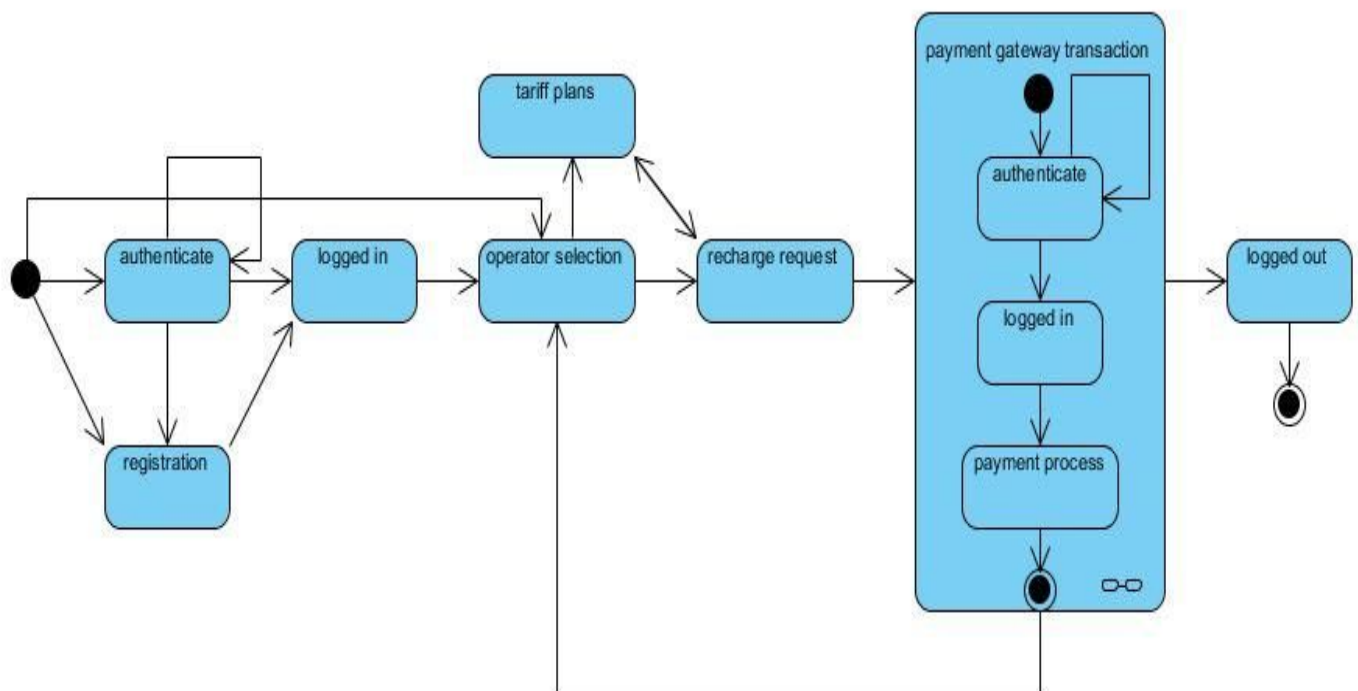 payment gateway transaction
tariff plans
authenticate
authenticate
logged in
operator selection
recharge request
logged out
logged in
registration
payment process